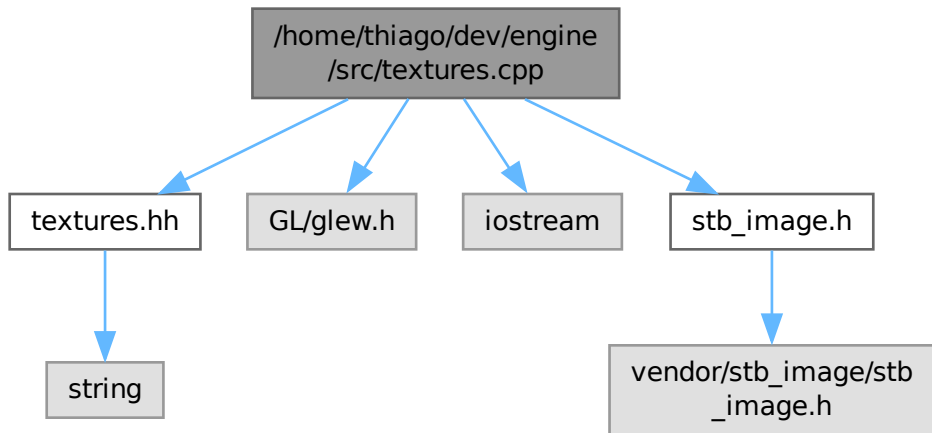 /home/thiago/dev/engine
/src/textures.cpp
textures.hh
GL/glew.h
iostream
stb_image.h
string
vendor/stb_image/stb
_image.h